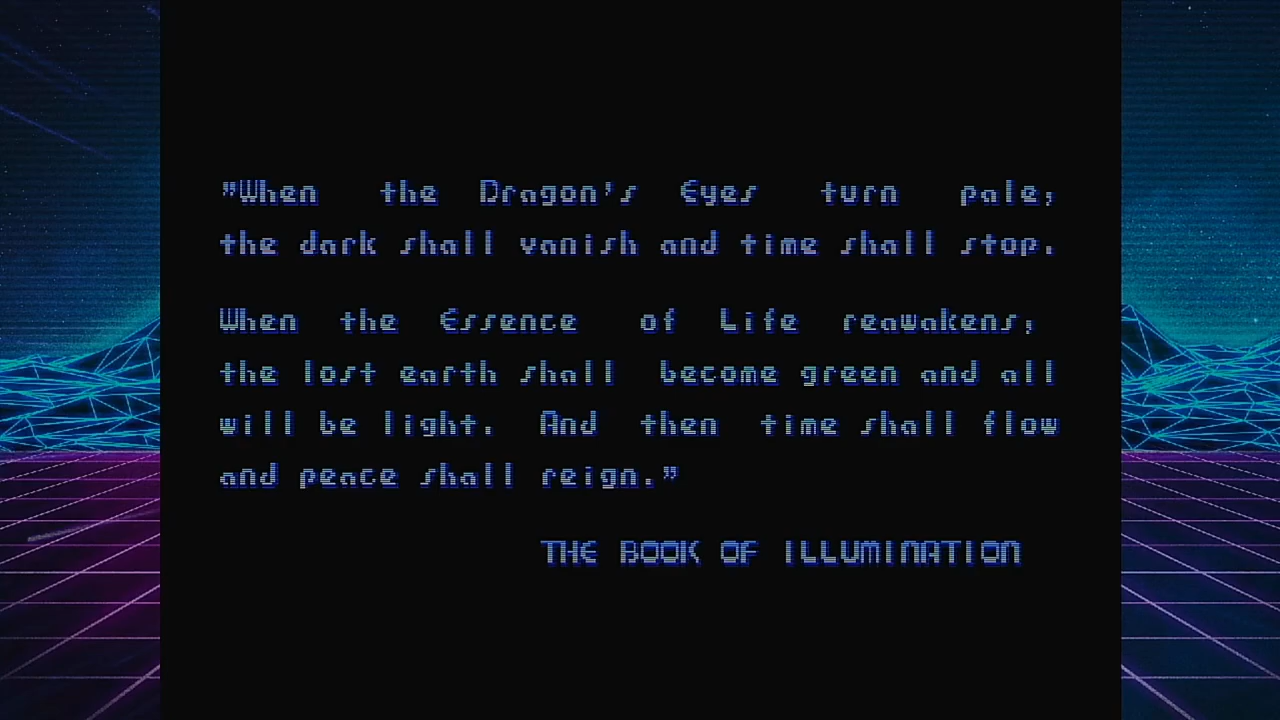 "When the Dragon's Eyes turn pale;
the dark shall vanish and time shall stop.
When the Essence of Life reawakens;
the lost earth shall become green and all
will be light. And then time shall flow
and peace shall reign."
THE BOOK OF ILLUMINATION